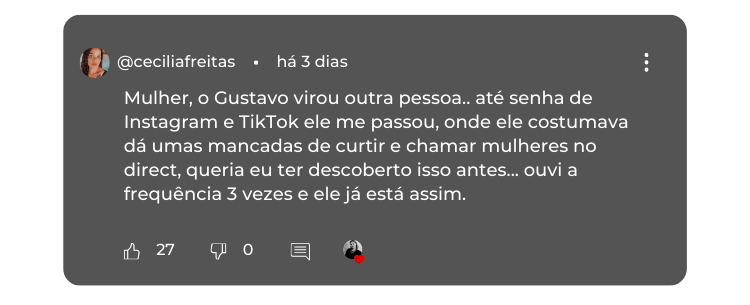 @ceciliafreitas • há 3 dias
Mulher, o Gustavo virou outra pessoa.. até senha de
Instagram e TikTok ele me passou, onde ele costumava
dá umas mancadas de curtir e chamar mulheres no
direct, queria eu ter descoberto isso antes... ouvi a
frequência 3 vezes e ele já está assim.
27 0